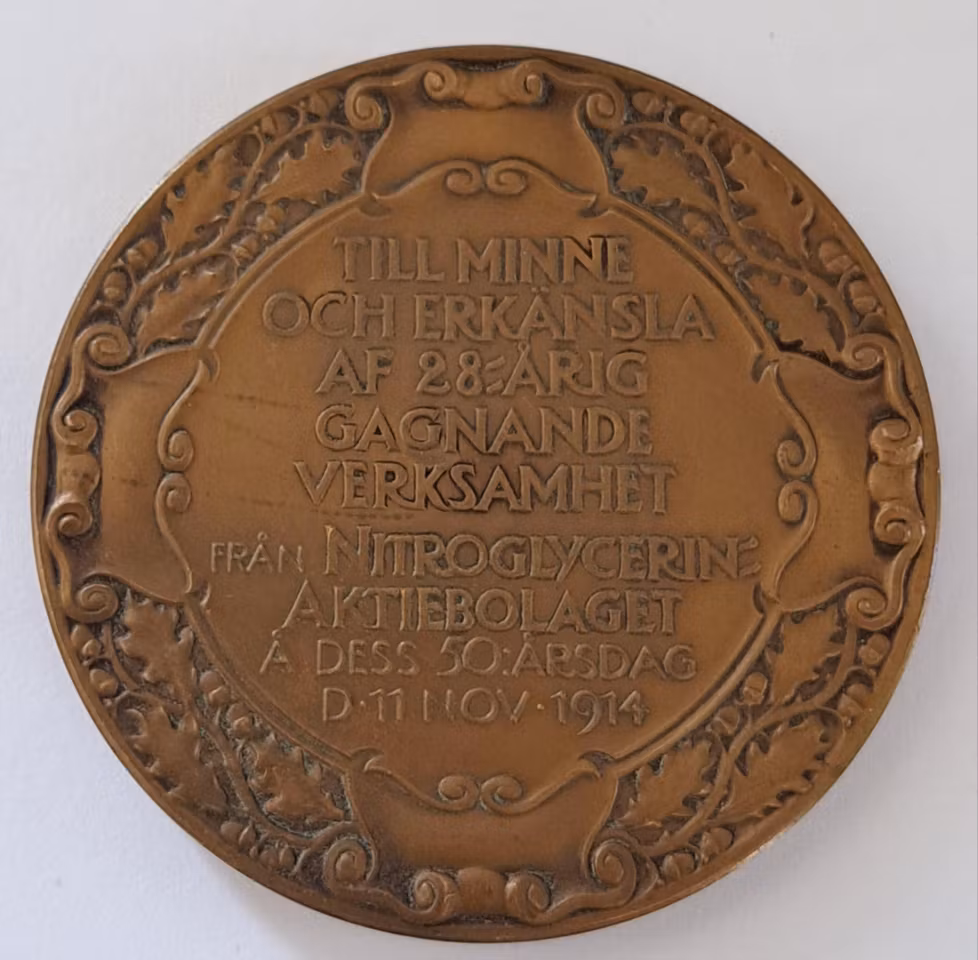 TILL MINNE
OCH ERKÄNSLA
AF 28=ÅRIG
GAGNANDE
VERKSAMHET
FRÅN NITROGLYCERIN=
AKTIEBOLAGET
Å DESS 50:ÅRSDAG
D·11 NOV·1914